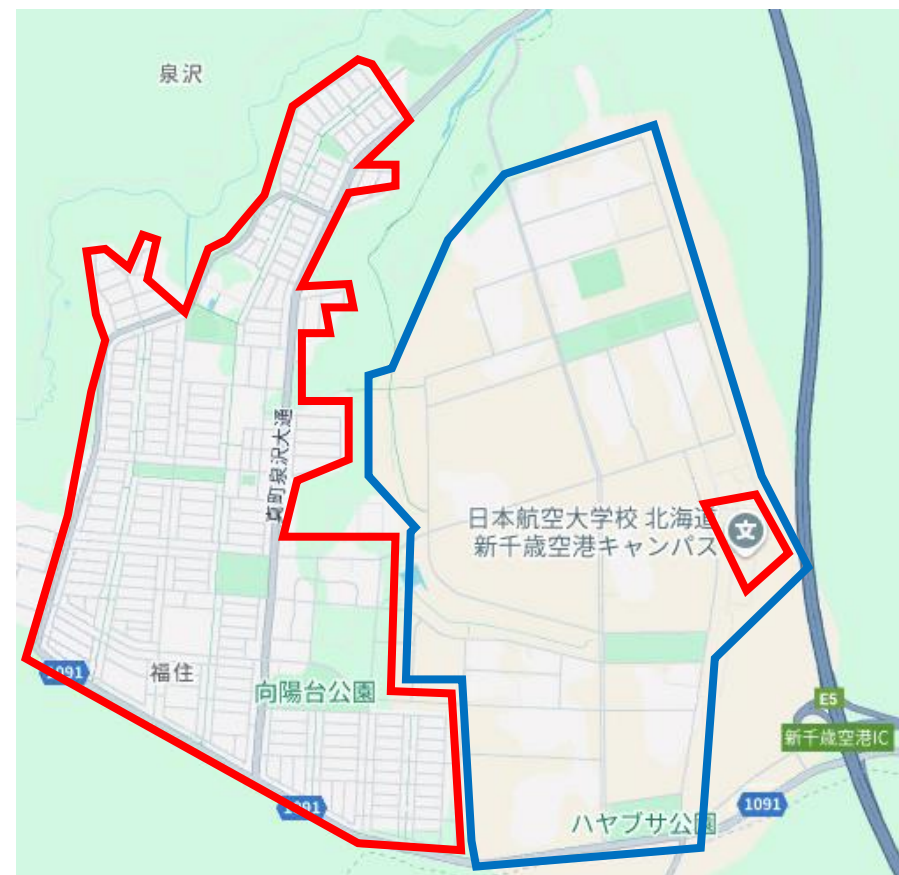 泉沢
真町泉沢大通
日本航空大学校 北海道
新千歳空港キャンパス
文
福住
1091
向陽台公園
E5
新千歳空港IC
1091
1091
ハヤブサ公園